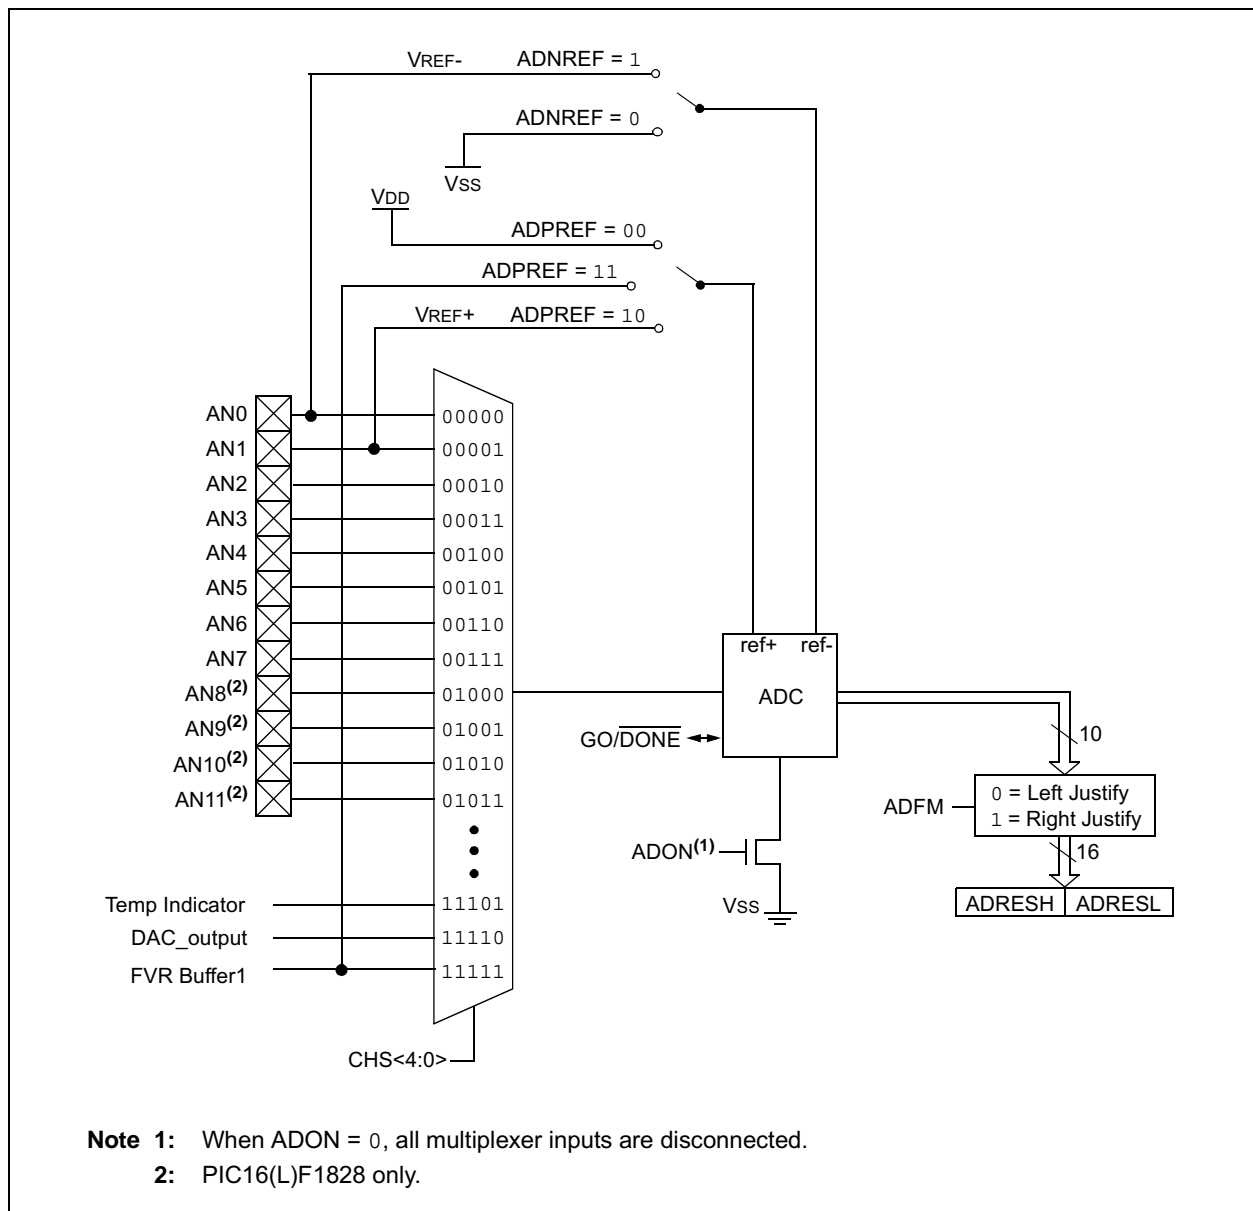 VREF- ADNREF = 1
ADNREF = 0
VSS
VDD
ADPREF = 00
ADPREF = 11
VREF+ ADPREF = 10
AN0 00000
AN1 00001
AN2 00010
AN3 00011
AN4 00100
AN5 00101
AN6 00110
AN7 00111
AN8(2) 01000
AN9(2) 01001
AN10(2) 01010
AN11(2) 01011
Temp Indicator 11101
DAC_output 11110
FVR Buffer1 11111
CHS<4:0>
ref+ ref-
ADC
GO/DONE
ADON(1)
VSS
10
ADFM
0 = Left Justify
1 = Right Justify
16
ADRESH ADRESL
Note 1: When ADON = 0, all multiplexer inputs are disconnected.
2: PIC16(L)F1828 only.